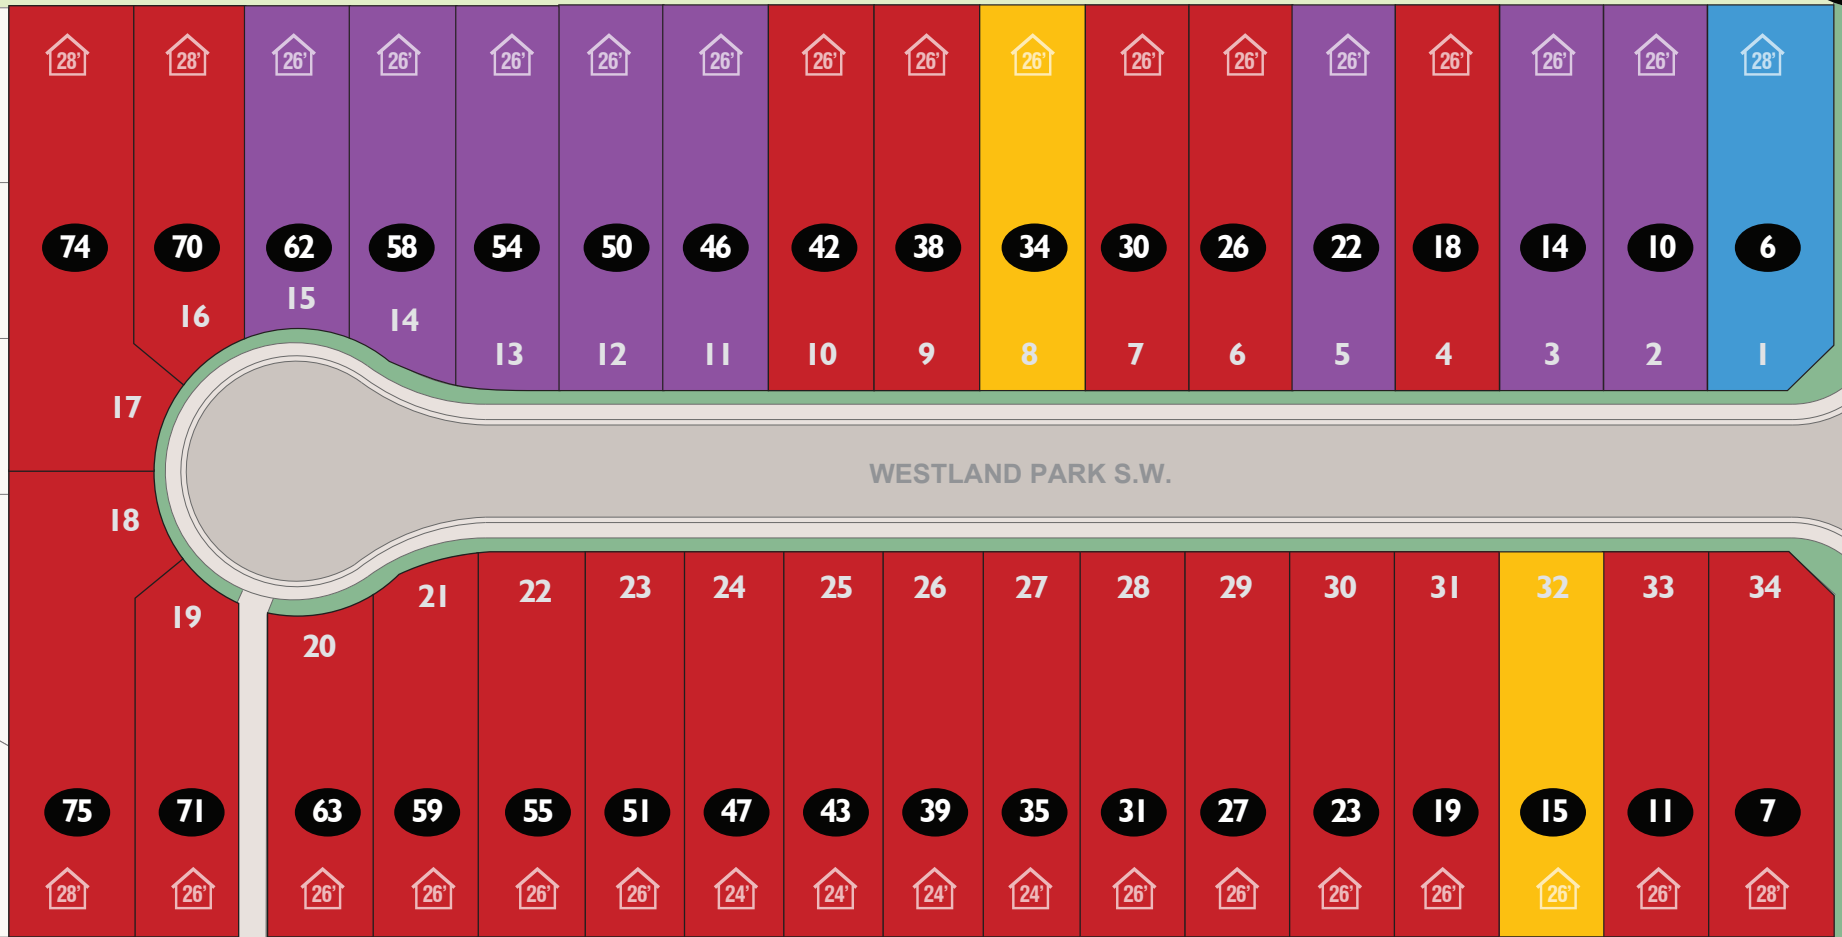 28' 28' 26' 26' 26' 26' 26' 26' 26' 26' 26' 26' 26' 26' 26' 26' 28'
74 70 62 58 54 50 46 42 38 34 30 26 22 18 14 10 6
16 15 14 13 12 11 10 9 8 7 6 5 4 3 2 1
17
WESTLAND PARK S.W.
18
19 20 21 22 23 24 25 26 27 28 29 30 31 32 33 34
75 71 63 59 55 51 47 43 39 35 31 27 23 19 15 11 7
28' 26' 26' 26' 26' 26' 24' 24' 24' 24' 26' 26' 26' 26' 26' 26' 28'